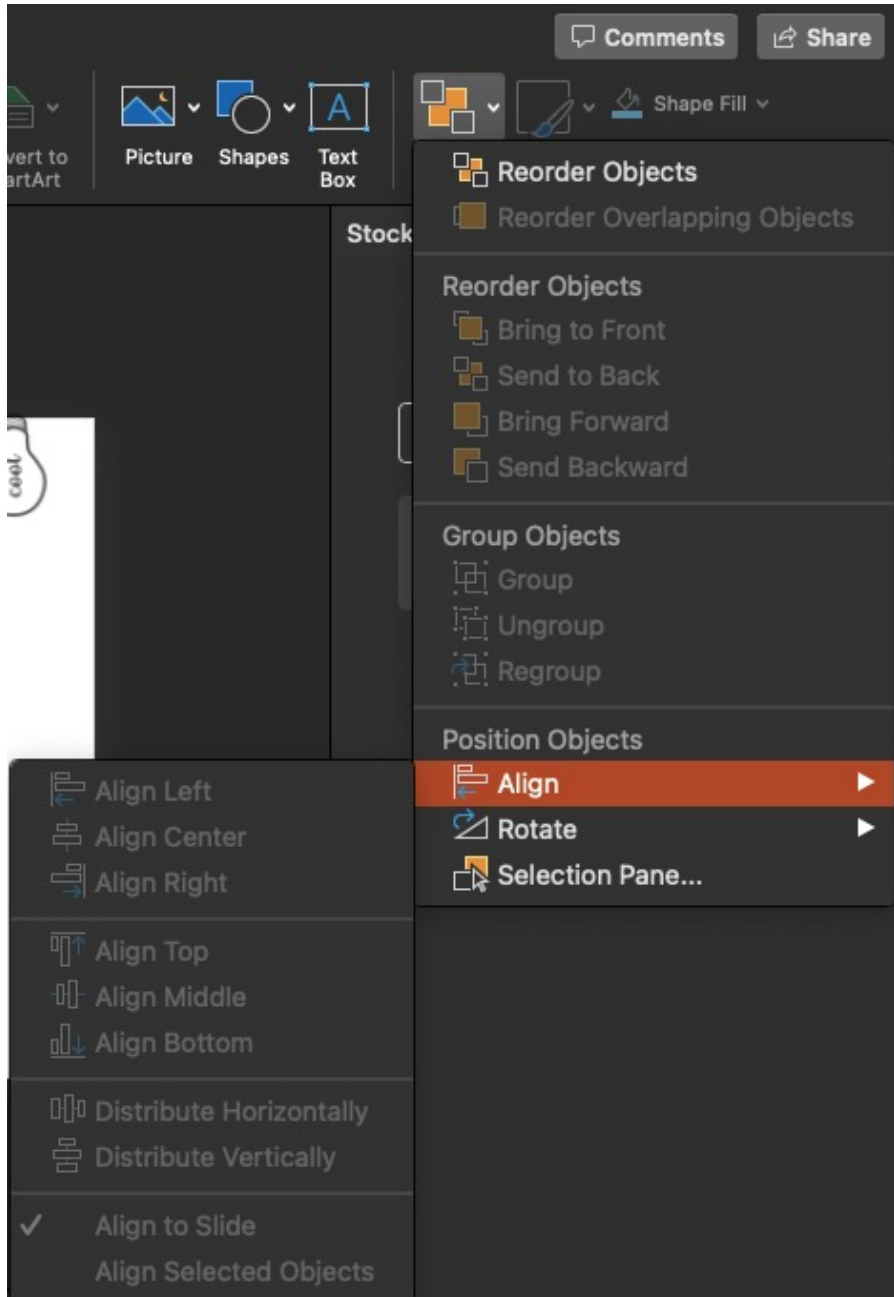 Comments
Share
Shape Fill
vert to
artArt
Picture
Shapes
Text
Box
Stock
cool
Reorder Objects
Reorder Overlapping Objects
Reorder Objects
Bring to Front
Send to Back
Bring Forward
Send Backward
Group Objects
Group
Ungroup
Regroup
Position Objects
Align
Rotate
Selection Pane...
Align Left
Align Center
Align Right
Align Top
Align Middle
Align Bottom
Distribute Horizontally
Distribute Vertically
Align to Slide
Align Selected Objects